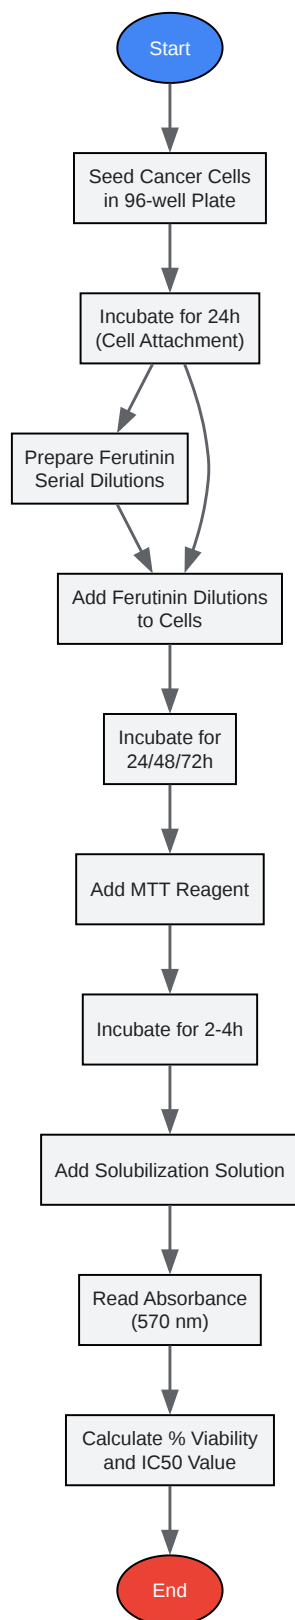 Start
Seed Cancer Cells
in 96-well Plate
Incubate for 24h
(Cell Attachment)
Prepare Ferutinin
Serial Dilutions
Add Ferutinin Dilutions
to Cells
Incubate for
24/48/72h
Add MTT Reagent
Incubate for 2-4h
Add Solubilization Solution
Read Absorbance
(570 nm)
Calculate % Viability
and IC50 Value
End